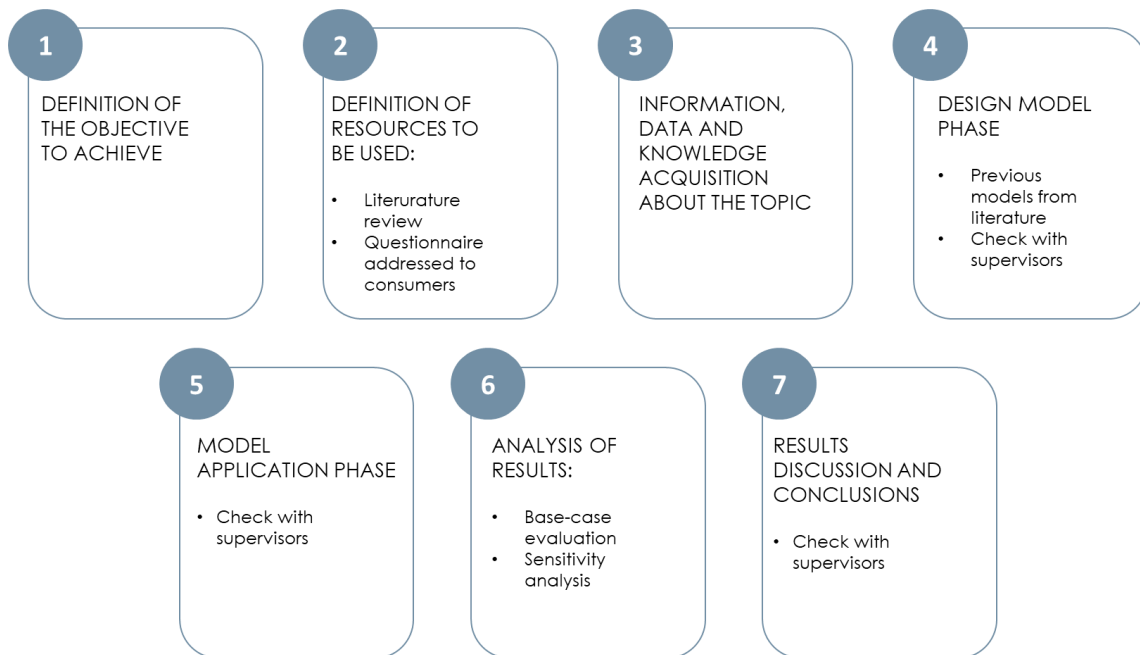 1
DEFINITION OF
THE OBJECTIVE
TO ACHIEVE
2
DEFINITION OF
RESOURCES TO
BE USED:
• Literurature
review
• Questionnaire
addressed to
consumers
3
INFORMATION,
DATA AND
KNOWLEDGE
ACQUISITION
ABOUT THE TOPIC
4
DESIGN MODEL
PHASE
• Previous
models from
literature
• Check with
supervisors
5
MODEL
APPLICATION PHASE
• Check with
supervisors
6
ANALYSIS OF
RESULTS:
• Base-case
evaluation
• Sensitivity
analysis
7
RESULTS
DISCUSSION AND
CONCLUSIONS
• Check with
supervisors